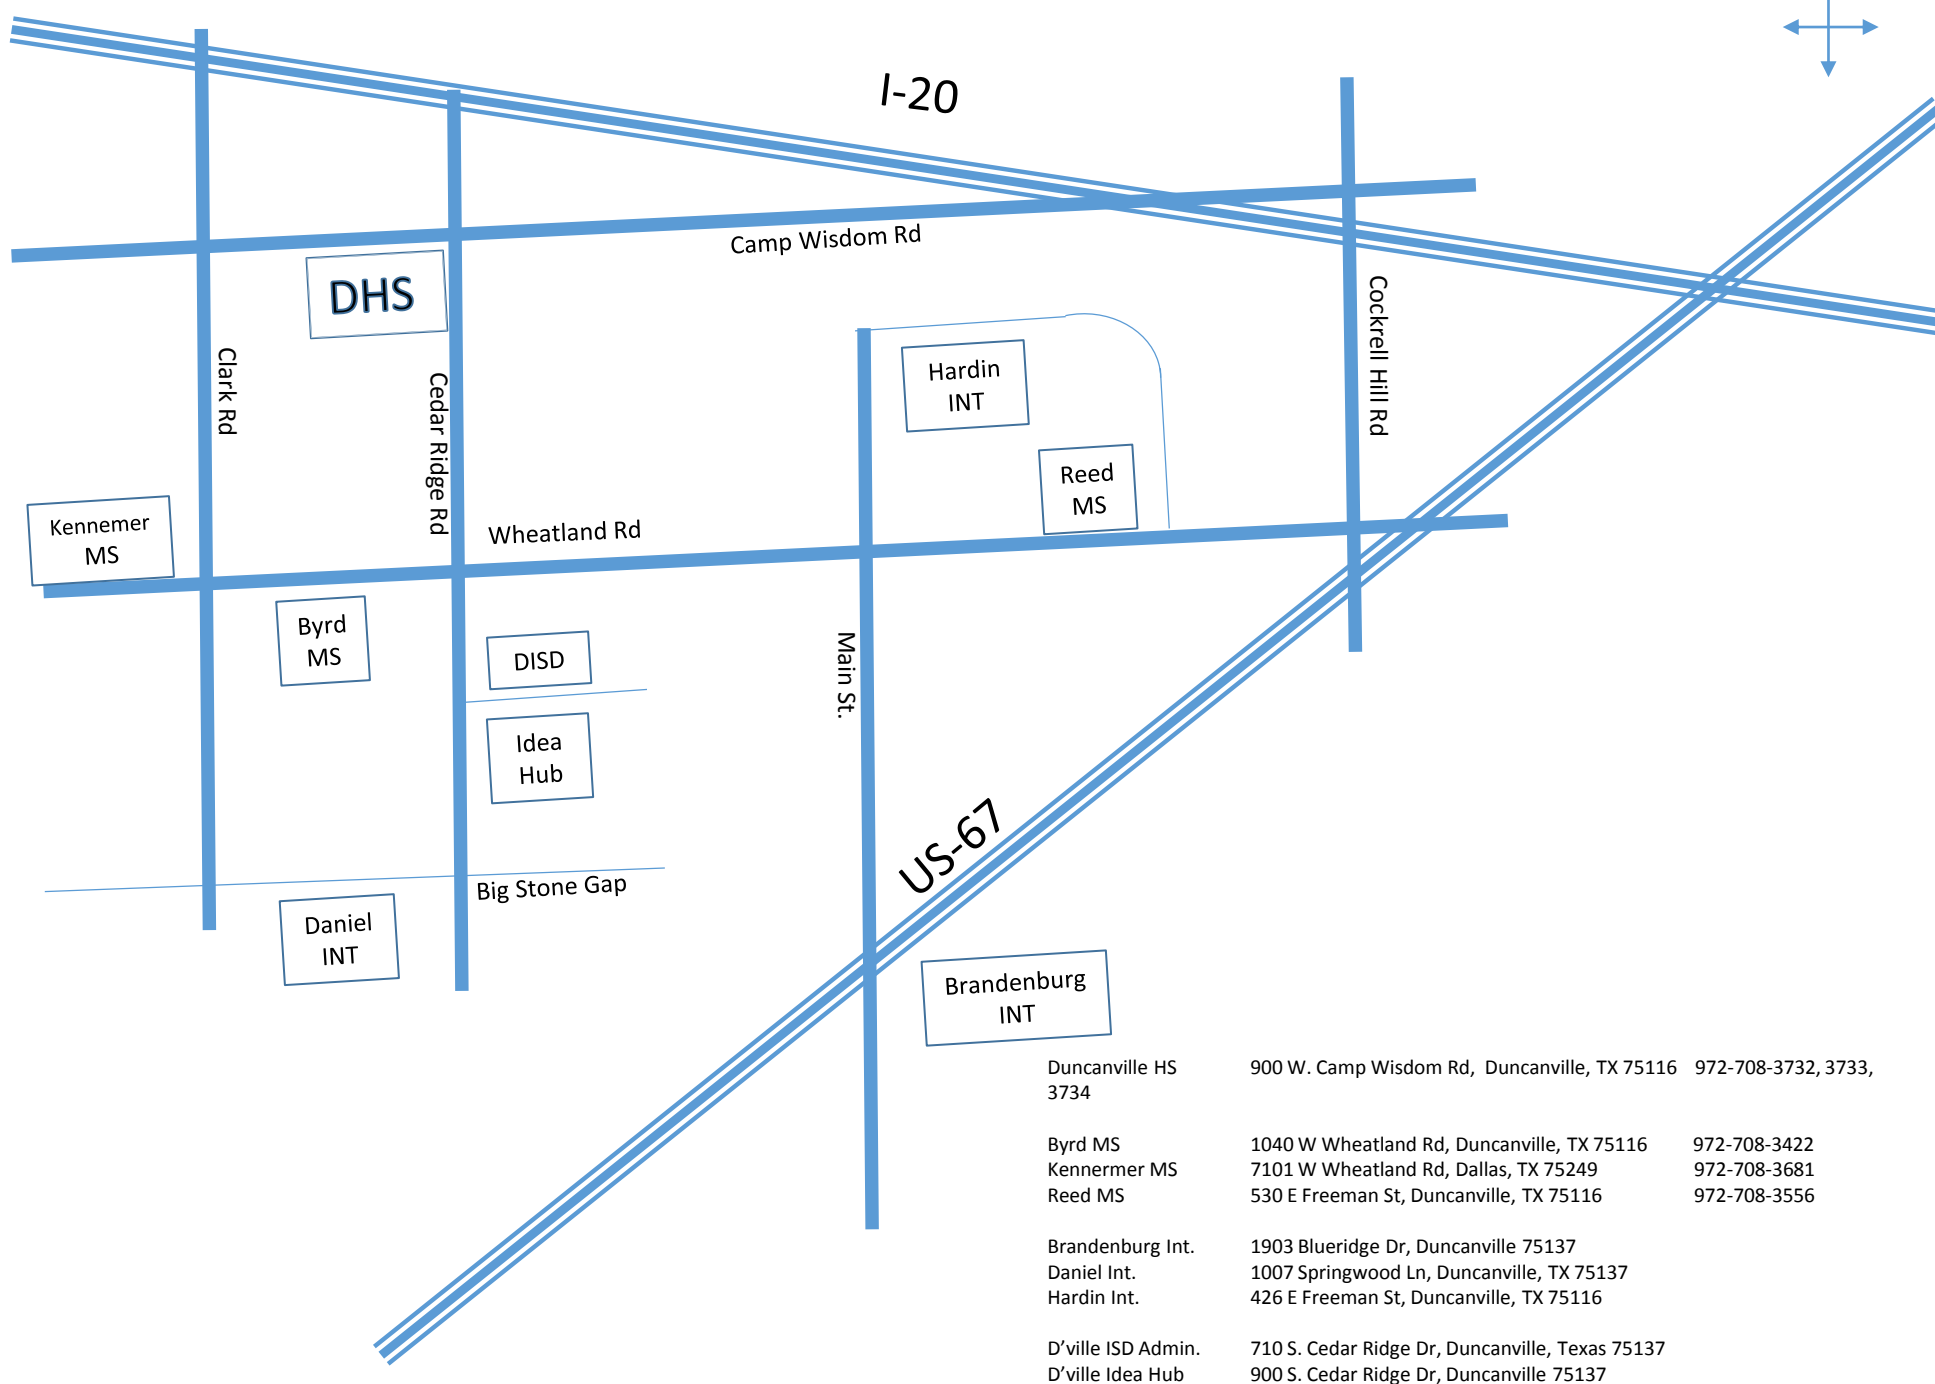 I-20
Camp Wisdom Rd
DHS
Clark Rd
Cedar Ridge Rd
Cockrell Hill Rd
Hardin
INT
Reed
MS
Kennemer
MS
Wheatland Rd
Byrd
MS
DISD
Main St.
Idea
Hub
US-67
Big Stone Gap
Daniel
INT
Brandenburg
INT
Duncanville HS 900 W. Camp Wisdom Rd, Duncanville, TX 75116 972-708-3732, 3733,
3734
Byrd MS 1040 W Wheatland Rd, Duncanville, TX 75116 972-708-3422
Kennermer MS 7101 W Wheatland Rd, Dallas, TX 75249 972-708-3681
Reed MS 530 E Freeman St, Duncanville, TX 75116 972-708-3556
Brandenburg Int. 1903 Blueridge Dr, Duncanville 75137
Daniel Int. 1007 Springwood Ln, Duncanville, TX 75137
Hardin Int. 426 E Freeman St, Duncanville, TX 75116
D'ville ISD Admin. 710 S. Cedar Ridge Dr, Duncanville, Texas 75137
D'ville Idea Hub 900 S. Cedar Ridge Dr, Duncanville 75137